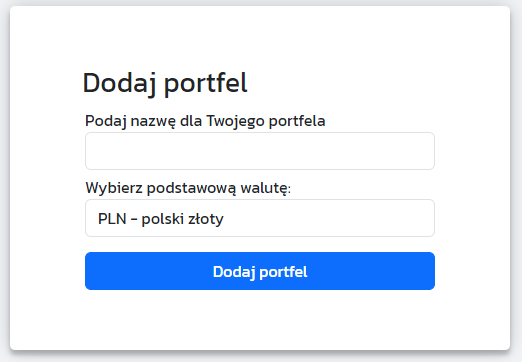 Dodaj portfel
Podaj nazwę dla Twojego portfela
Wybierz podstawową walutę:
PLN - polski złoty
Dodaj portfel